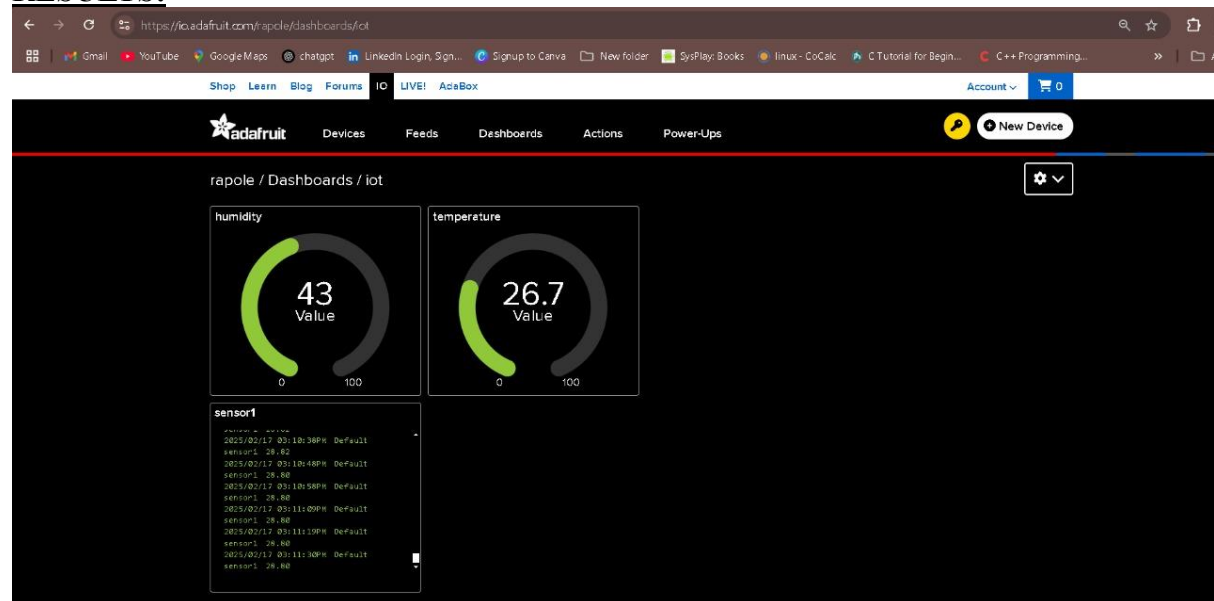 RESULTS:
https://io.adafruit.com/rapole/dashboards/iot
Gmail YouTube Google Maps chatgpt LinkedIn Login, Sign... Signup to Canva New folder SysPlay: Books linux - CoCalc C Tutorial for Begin... C++ Programming... »
Shop Learn Blog Forums IO LIVE! AdaBox Account 0
adafruit Devices Feeds Dashboards Actions Power-Ups New Device
rapole / Dashboards / iot
humidity
43
Value
0 100
temperature
26.7
Value
0 100
sensor1
2025/02/17 03:10:38PM Default
sensor1 28.82
2025/02/17 03:10:48PM Default
sensor1 28.80
2025/02/17 03:10:58PM Default
sensor1 28.80
2025/02/17 03:11:09PM Default
sensor1 28.80
2025/02/17 03:11:19PM Default
sensor1 28.80
2025/02/17 03:11:30PM Default
sensor1 28.80